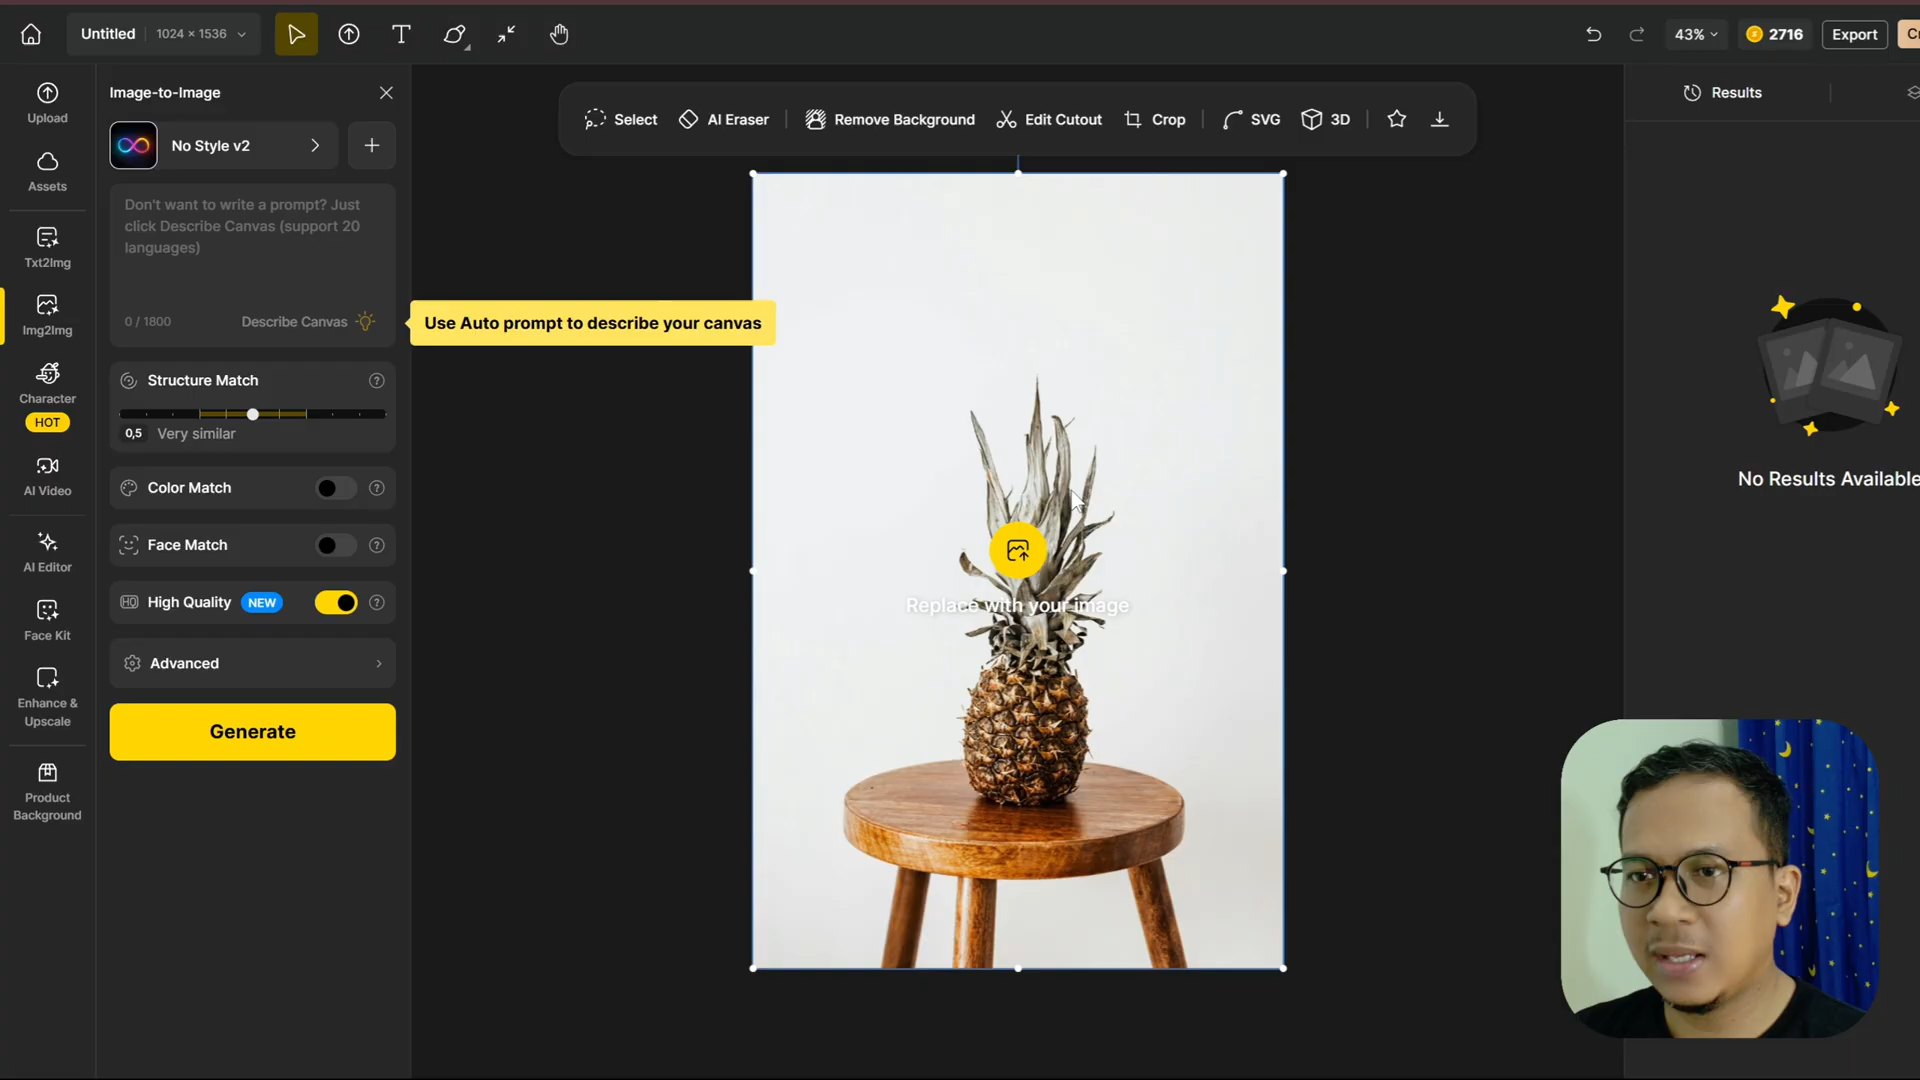 Untitled 1024 × 1536
43%
2716
Export
Upload
Assets
Txt2Img
Img2Img
Character
HOT
AI Video
AI Editor
Face Kit
Enhance &
Upscale
Product
Background
Image-to-Image
No Style v2
Don't want to write a prompt? Just
click Describe Canvas (support 20
languages)
0 / 1800 Describe Canvas
Use Auto prompt to describe your canvas
Structure Match ?
0,5 Very similar
Color Match ?
Face Match ?
HQ High Quality NEW ?
Advanced
Generate
Select AI Eraser Remove Background Edit Cutout Crop SVG 3D
Replace with your image
Results
No Results Available